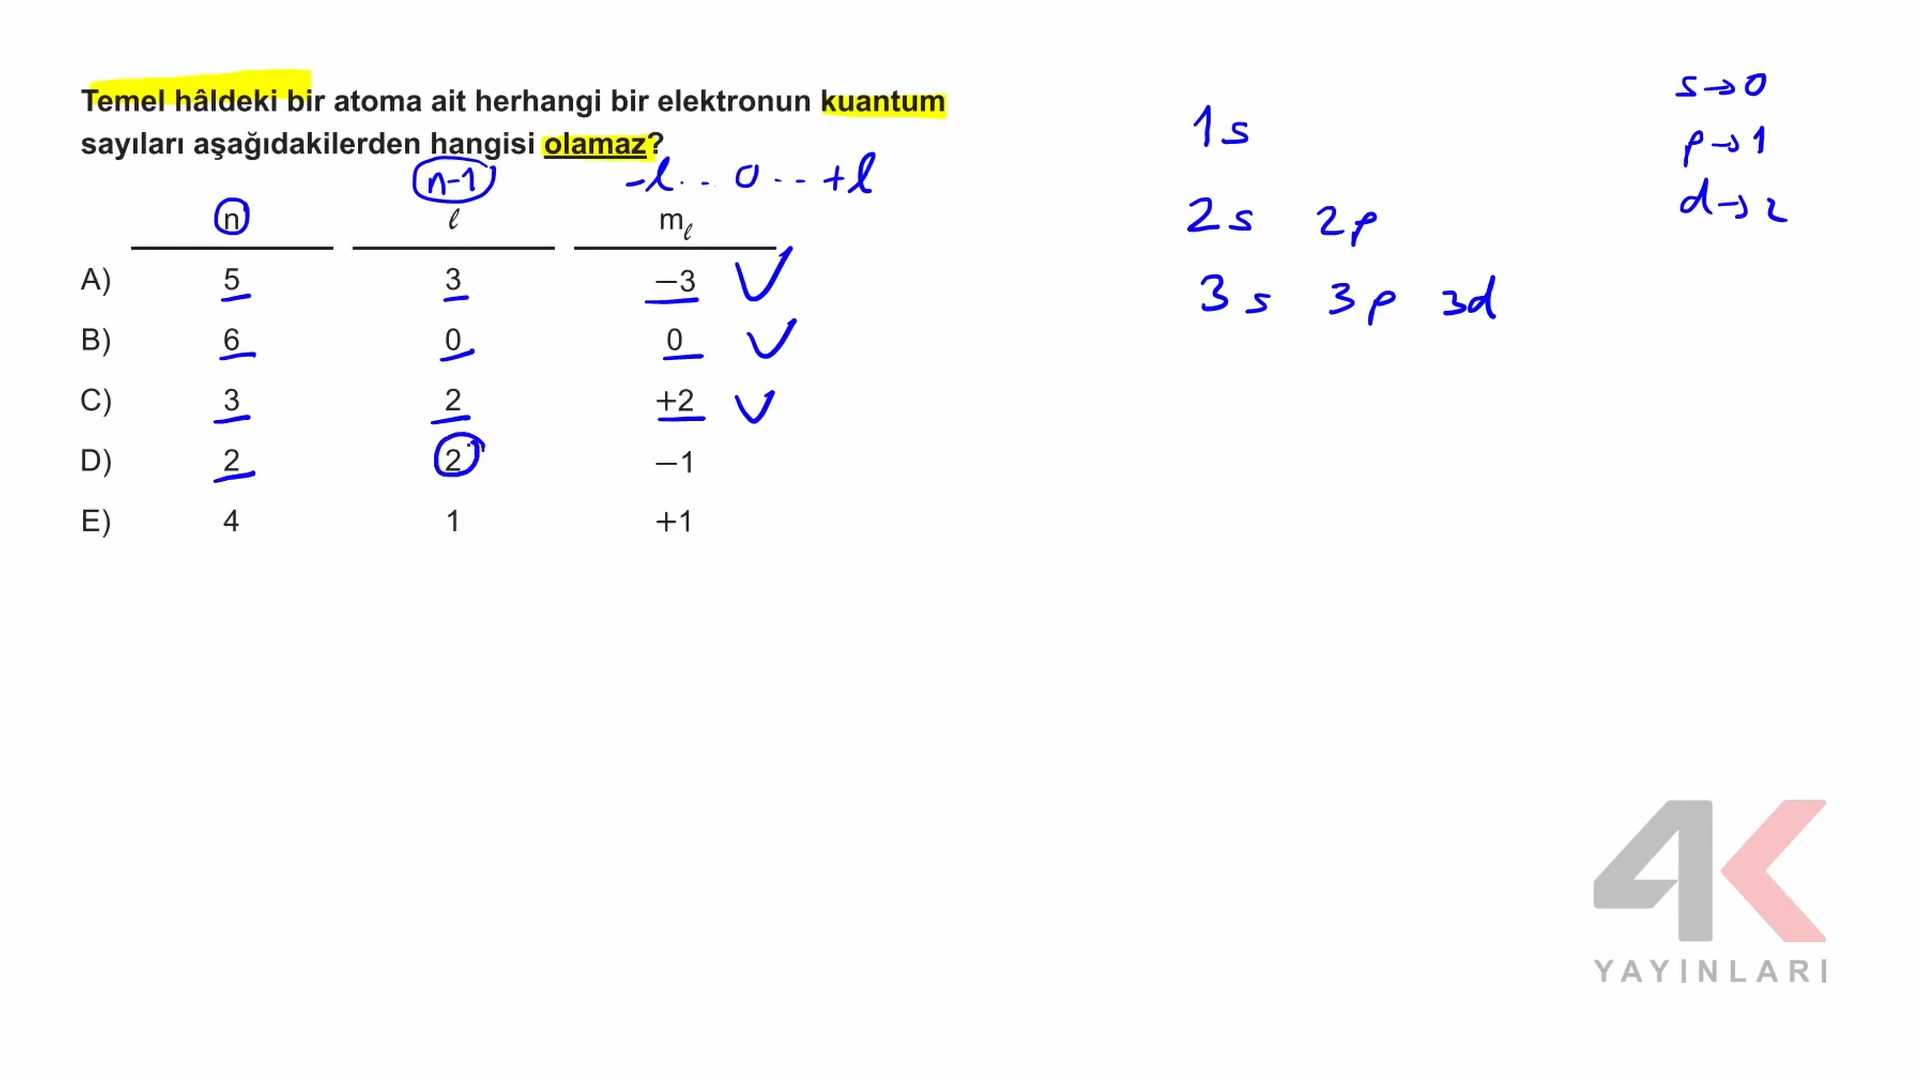 Temel hâldeki bir atoma ait herhangi bir elektronun kuantum
sayıları aşağıdakilerden hangisi olamaz?
n-1 -ℓ... 0... +ℓ
n ℓ mℓ
A) 5 3 −3
B) 6 0 0
C) 3 2 +2
D) 2 2 −1
E) 4 1 +1
1s
2s 2p
3s 3p 3d
s→0
p→1
d→2
4K
YAYINLARI